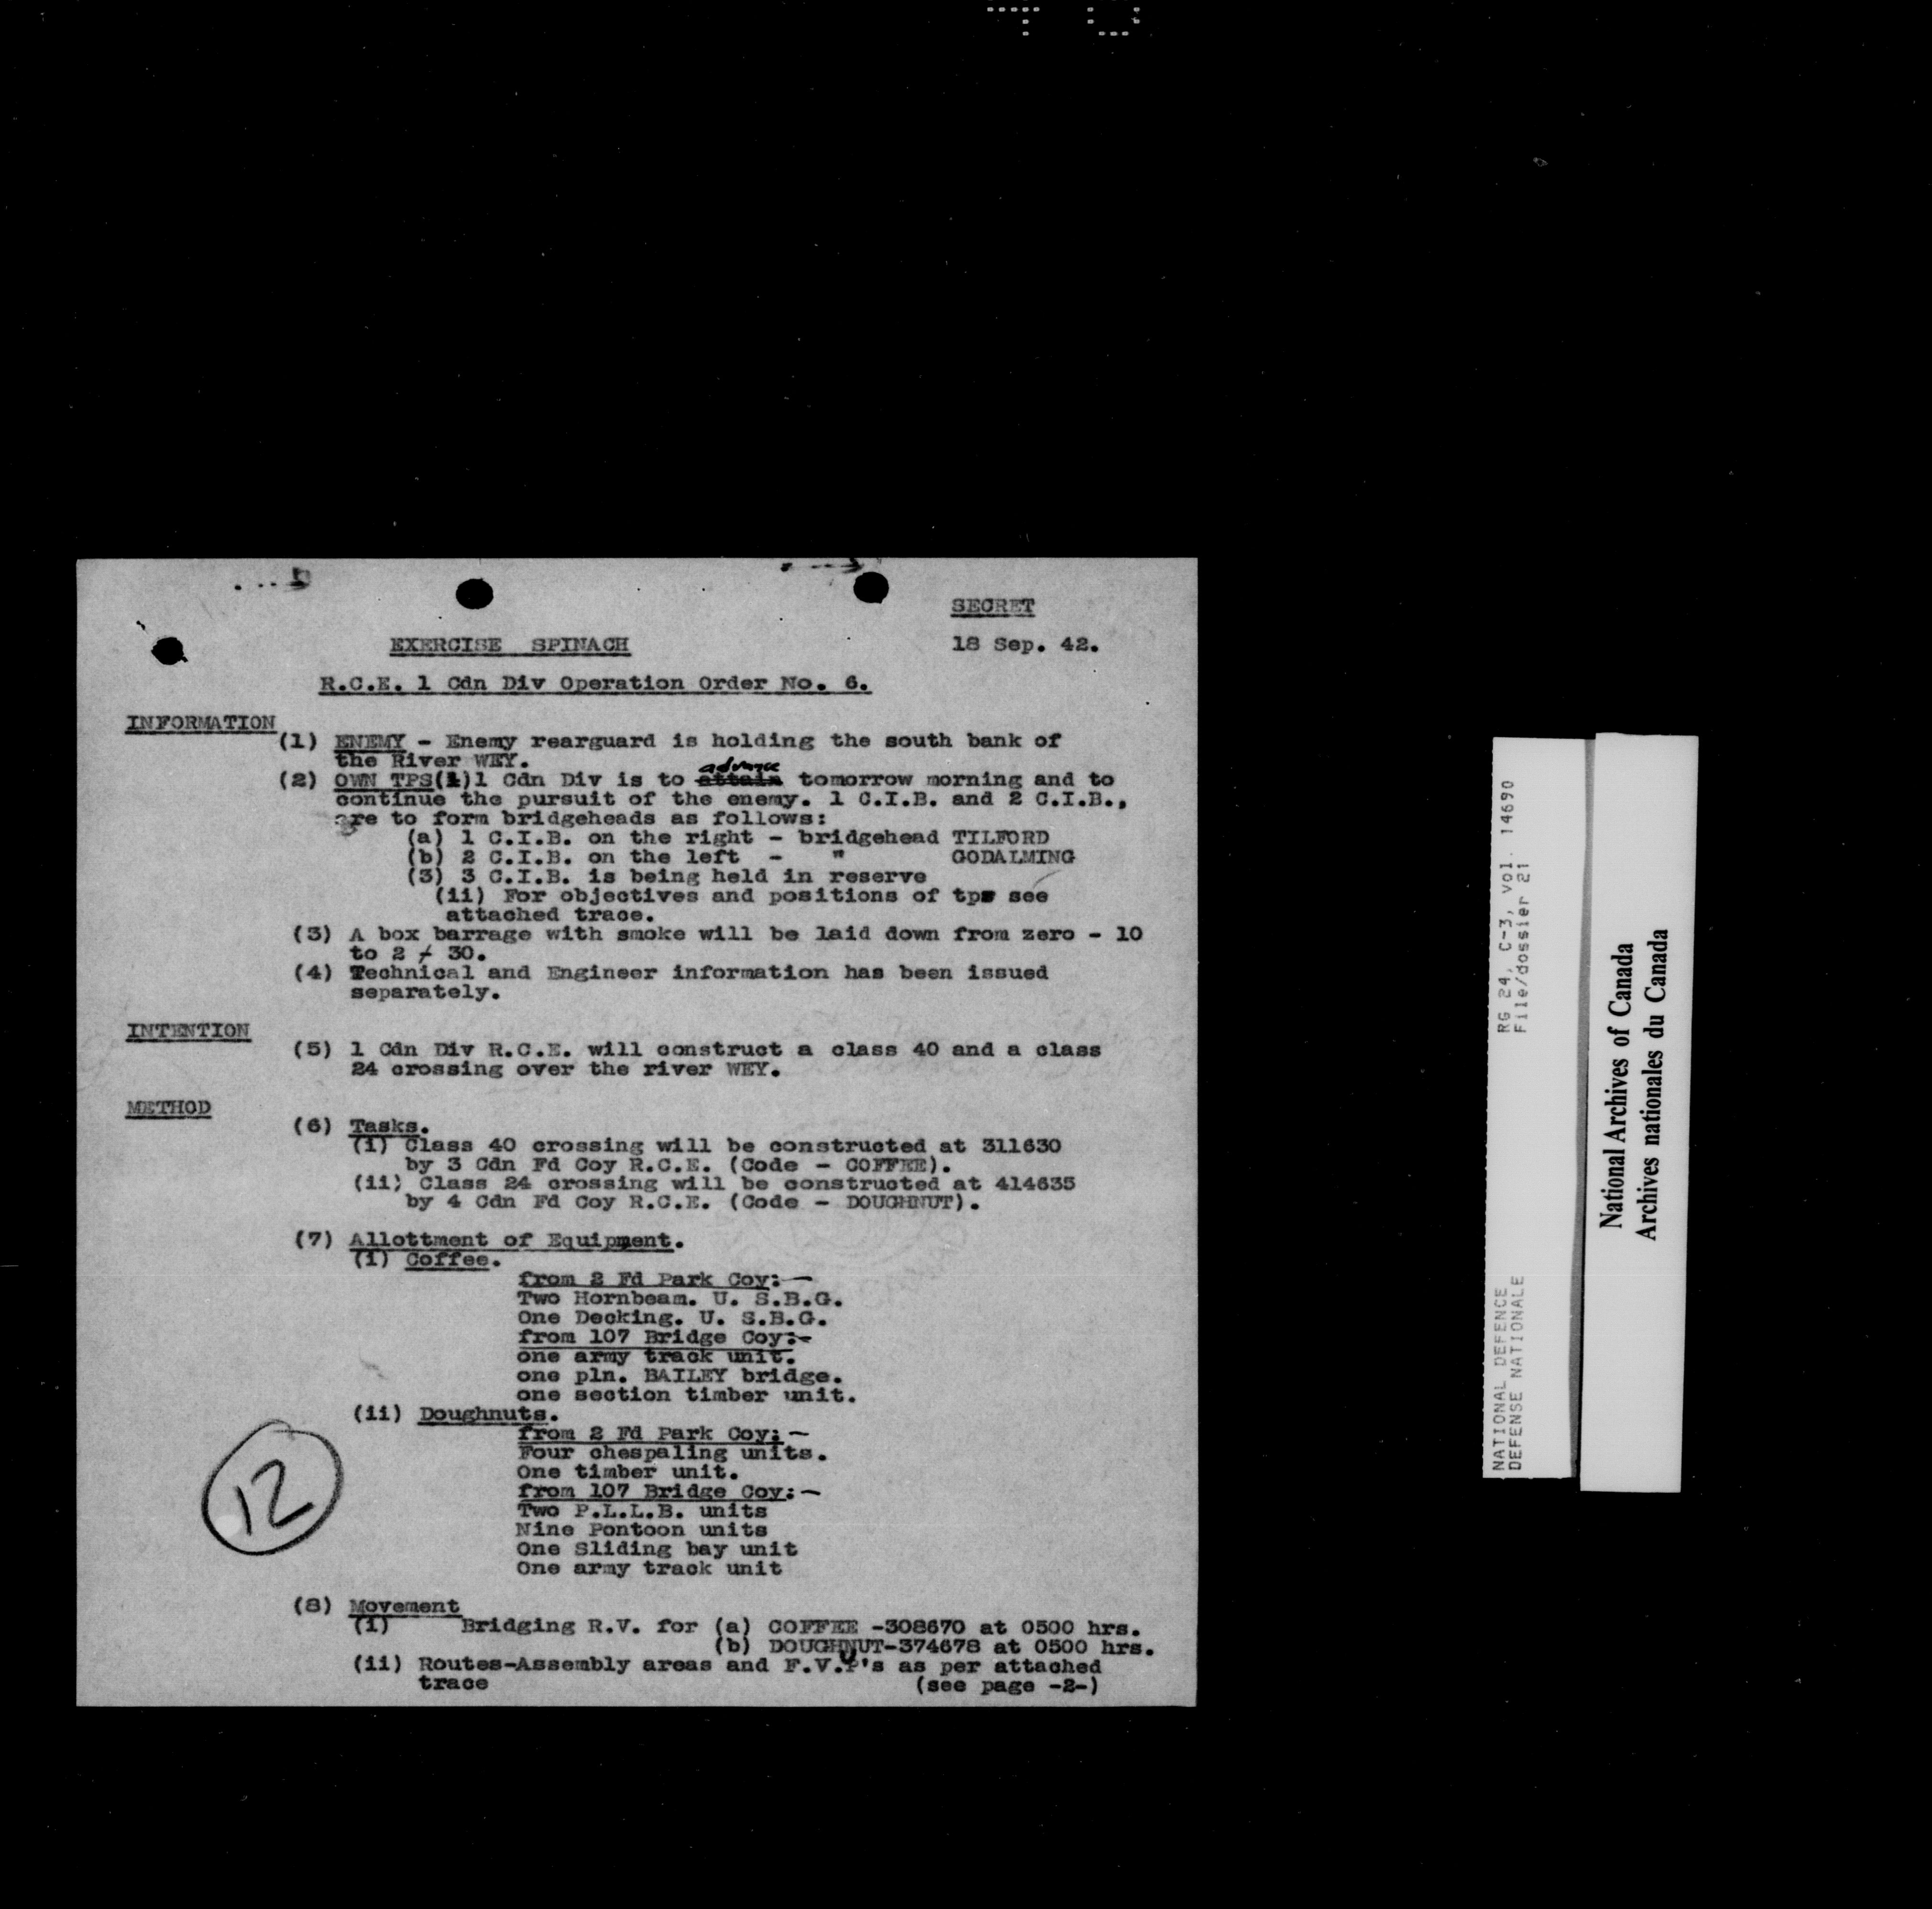 SECRET
EXERCISE SPINACH
18 Sep. 42.
R.C.E. 1 Cdn Div Operation Order No. 6.
INFORMATION
(1) ENEMY - Enemy rearguard is holding the south bank of
the River WEY.
advance
(2) OWN TPS(1)1 Cdn Div is to attain tomorrow morning and to
continue the pursuit of the enemy. 1 C.I.B. and 2 C.I.B.,
are to form bridgeheads as follows:
(a) 1 C.I.B. on the right - bridgehead TILFORD
(b) 2 C.I.B. on the left - " GODALMING
(3) 3 C.I.B. is being held in reserve
(ii) For objectives and positions of tps see
attached trace.
(3) A box barrage with smoke will be laid down from zero - 10
to 2 ≠ 30.
(4) Technical and Engineer information has been issued
separately.
INTENTION
(5) 1 Cdn Div R.C.E. will construct a class 40 and a class
24 crossing over the river WEY.
METHOD
(6) Tasks.
(i) Class 40 crossing will be constructed at 311630
by 3 Cdn Fd Coy R.C.E. (Code - COFFEE).
(ii) Class 24 crossing will be constructed at 414635
by 4 Cdn Fd Coy R.C.E. (Code - DOUGHNUT).
(7) Allottment of Equipment.
(i) Coffee.
from 2 Fd Park Coy:-
Two Hornbeam. U. S.B.G.
One Decking. U. S.B.G.
from 107 Bridge Coy:-
one army track unit.
one pln. BAILEY bridge.
one section timber unit.
(ii) Doughnuts.
from 2 Fd Park Coy:-
Four chespaling units.
One timber unit.
from 107 Bridge Coy:-
Two P.L.L.B. units
Nine Pontoon units
One Sliding bay unit
One army track unit
12
(8) Movement
(i) Bridging R.V. for (a) COFFEE -308670 at 0500 hrs.
(b) DOUGHNUT-374678 at 0500 hrs.
(ii) Routes-Assembly areas and F.V.P's as per attached
trace (see page -2-)
NATIONAL DEFENCE RG 24, C-3, vol. 14690
DEFENSE NATIONALE File/dossier 21
National Archives of Canada
Archives nationales du Canada